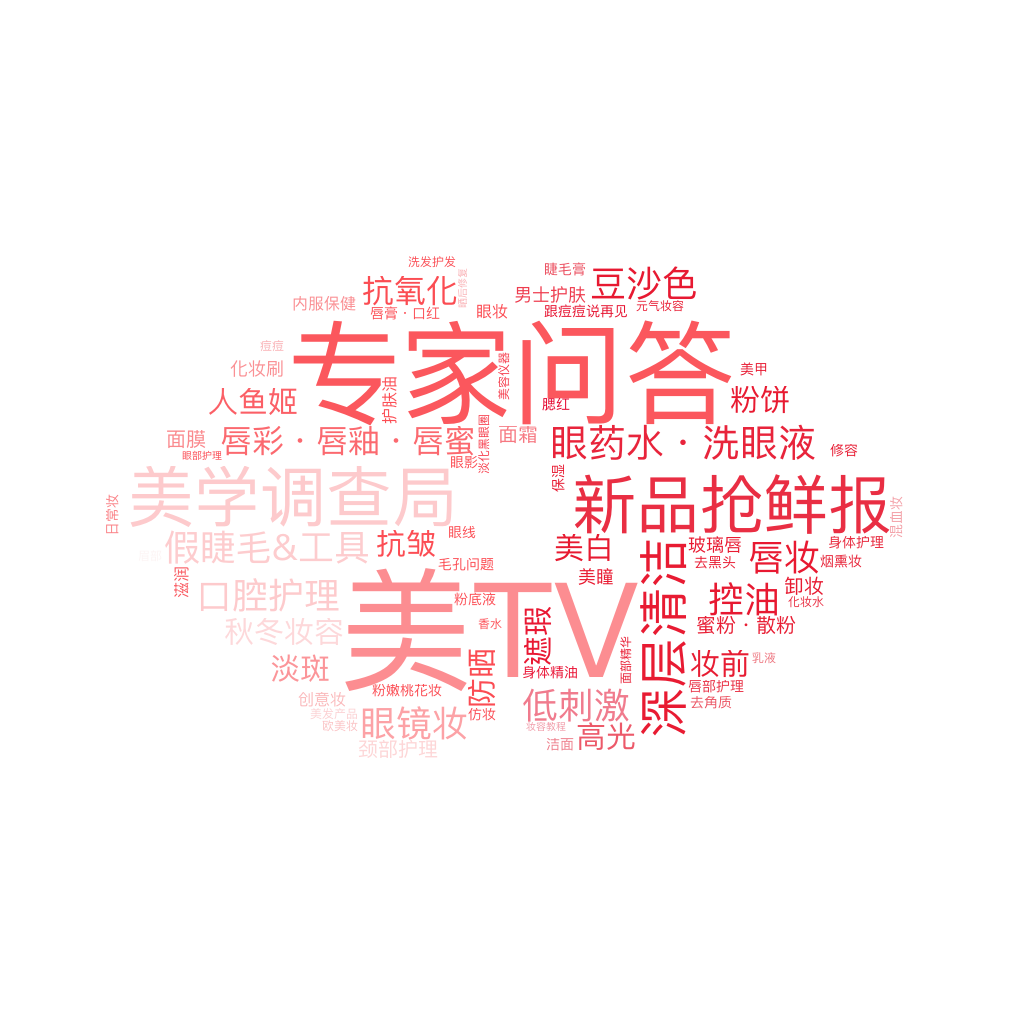 洗发护发
抗氧化
晒后修复
睫毛膏
豆沙色
内服保健
唇膏 · 口红
眼妆
男士护肤
跟痘痘说再见
元气妆容
专家问答
痘痘
化妆刷
护肤油
美容仪器
美甲
人鱼姬
腮红
粉饼
面膜
唇彩 · 唇釉 · 唇蜜
淡化黑眼圈
面霜
眼药水 · 洗眼液
修容
眼部护理
眼影
保湿
美学调查局
新品抢鲜报
日常妆
混血妆
假睫毛&工具
抗皱
眼线
美白
玻璃唇
唇妆
身体护理
毛孔问题
去黑头
烟熏妆
滋润
美瞳
深层清洁
口腔护理
美TV
粉底液
控油
卸妆
化妆水
秋冬妆容
香水
遮瑕
蜜粉 · 散粉
淡斑
防晒
身体精油
面部精华
妆前
乳液
粉嫩桃花妆
唇部护理
创意妆
低刺激
去角质
美发产品
欧美妆
眼镜妆
仿妆
妆容教程
高光
颈部护理
洁面